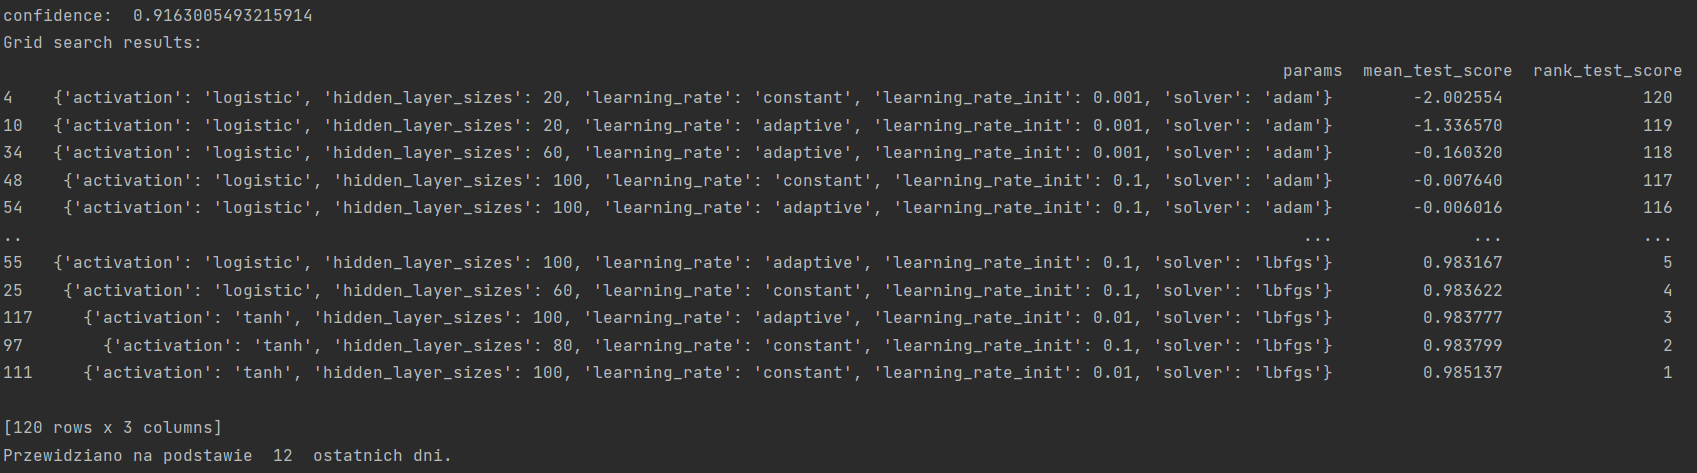 confidence:  0.9163005493215914
Grid search results:
params  mean_test_score  rank_test_score
4    {'activation': 'logistic', 'hidden_layer_sizes': 20, 'learning_rate': 'constant', 'learning_rate_init': 0.001, 'solver': 'adam'}        -2.002554              120
10   {'activation': 'logistic', 'hidden_layer_sizes': 20, 'learning_rate': 'adaptive', 'learning_rate_init': 0.001, 'solver': 'adam'}        -1.336570              119
34   {'activation': 'logistic', 'hidden_layer_sizes': 60, 'learning_rate': 'adaptive', 'learning_rate_init': 0.001, 'solver': 'adam'}        -0.160320              118
48    {'activation': 'logistic', 'hidden_layer_sizes': 100, 'learning_rate': 'constant', 'learning_rate_init': 0.1, 'solver': 'adam'}        -0.007640              117
54    {'activation': 'logistic', 'hidden_layer_sizes': 100, 'learning_rate': 'adaptive', 'learning_rate_init': 0.1, 'solver': 'adam'}        -0.006016              116
..                                                                                                                                ...              ...              ...
55   {'activation': 'logistic', 'hidden_layer_sizes': 100, 'learning_rate': 'adaptive', 'learning_rate_init': 0.1, 'solver': 'lbfgs'}         0.983167                5
25    {'activation': 'logistic', 'hidden_layer_sizes': 60, 'learning_rate': 'constant', 'learning_rate_init': 0.1, 'solver': 'lbfgs'}         0.983622                4
117     {'activation': 'tanh', 'hidden_layer_sizes': 100, 'learning_rate': 'adaptive', 'learning_rate_init': 0.01, 'solver': 'lbfgs'}         0.983777                3
97        {'activation': 'tanh', 'hidden_layer_sizes': 80, 'learning_rate': 'constant', 'learning_rate_init': 0.1, 'solver': 'lbfgs'}         0.983799                2
111     {'activation': 'tanh', 'hidden_layer_sizes': 100, 'learning_rate': 'constant', 'learning_rate_init': 0.01, 'solver': 'lbfgs'}         0.985137                1
[120 rows x 3 columns]
Przewidziano na podstawie  12  ostatnich dni.